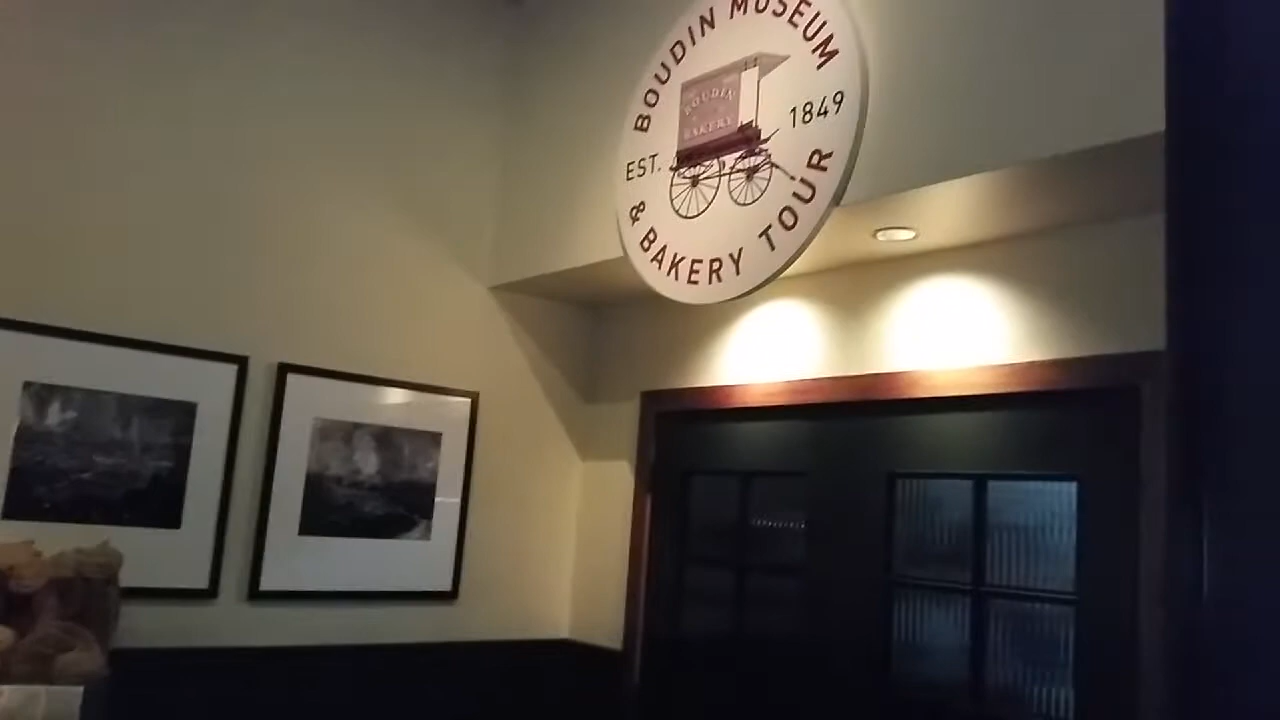 BOUDIN MUSEUM
EST. 1849
BOUDIN
BAKERY
& BAKERY TOUR